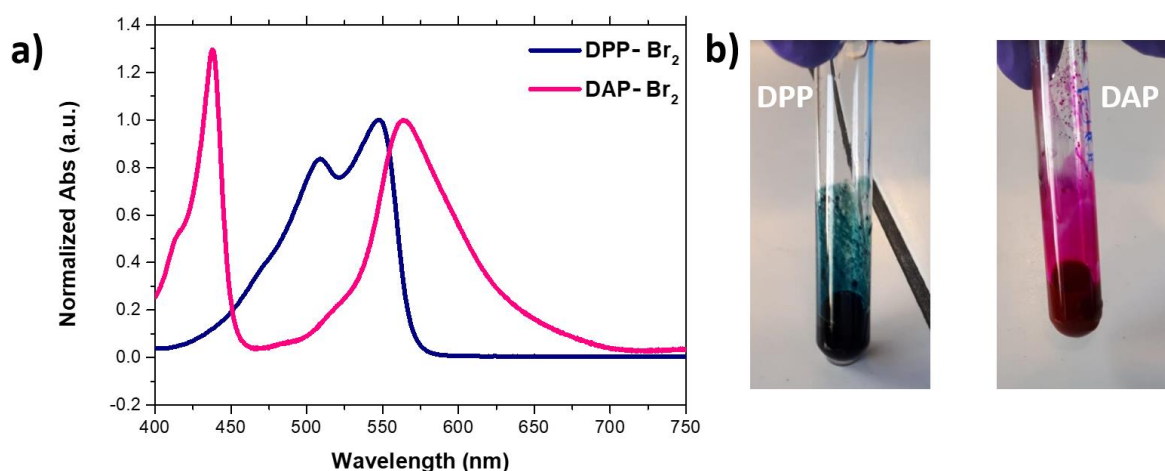 a)
1.4
1.2
1.0
0.8
0.6
0.4
0.2
0.0
-0.2
Normalized Abs (a.u.)
DPP- Br2
DAP- Br2
400 450 500 550 600 650 700 750
Wavelength (nm)
b)
DPP
DAP